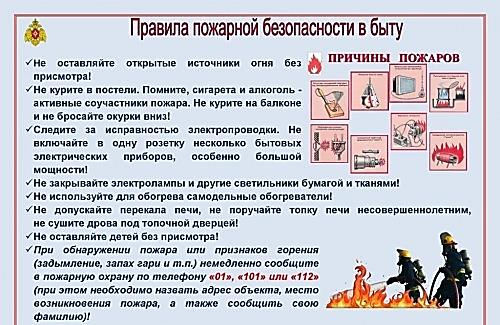 Правила пожарной безопасности в быту
ПРИЧИНЫ ПОЖАРОВ
✓Не оставляйте открытые источники огня без
присмотра!
✓Не курите в постели. Помните, сигарета и алкоголь -
активные соучастники пожара. Не курите на балконе
и не бросайте окурки вниз!
✓Следите за исправностью электропроводки. Не
включайте в одну розетку несколько бытовых
электрических приборов, особенно большой
мощности!
✓Не закрывайте электролампы и другие светильники бумагой и тканями!
✓Не используйте для обогрева самодельные обогреватели!
✓Не допускайте перекала печи, не поручайте топку печи несовершеннолетним,
не сушите дрова под топочной дверцей!
✓Не оставляйте детей без присмотра!
✓При обнаружении пожара или признаков горения
(задымление, запах гари и т.п.) немедленно сообщите
в пожарную охрану по телефону «01», «101» или «112»
(при этом необходимо назвать адрес объекта, место
возникновения пожара, а также сообщить свою
фамилию)!